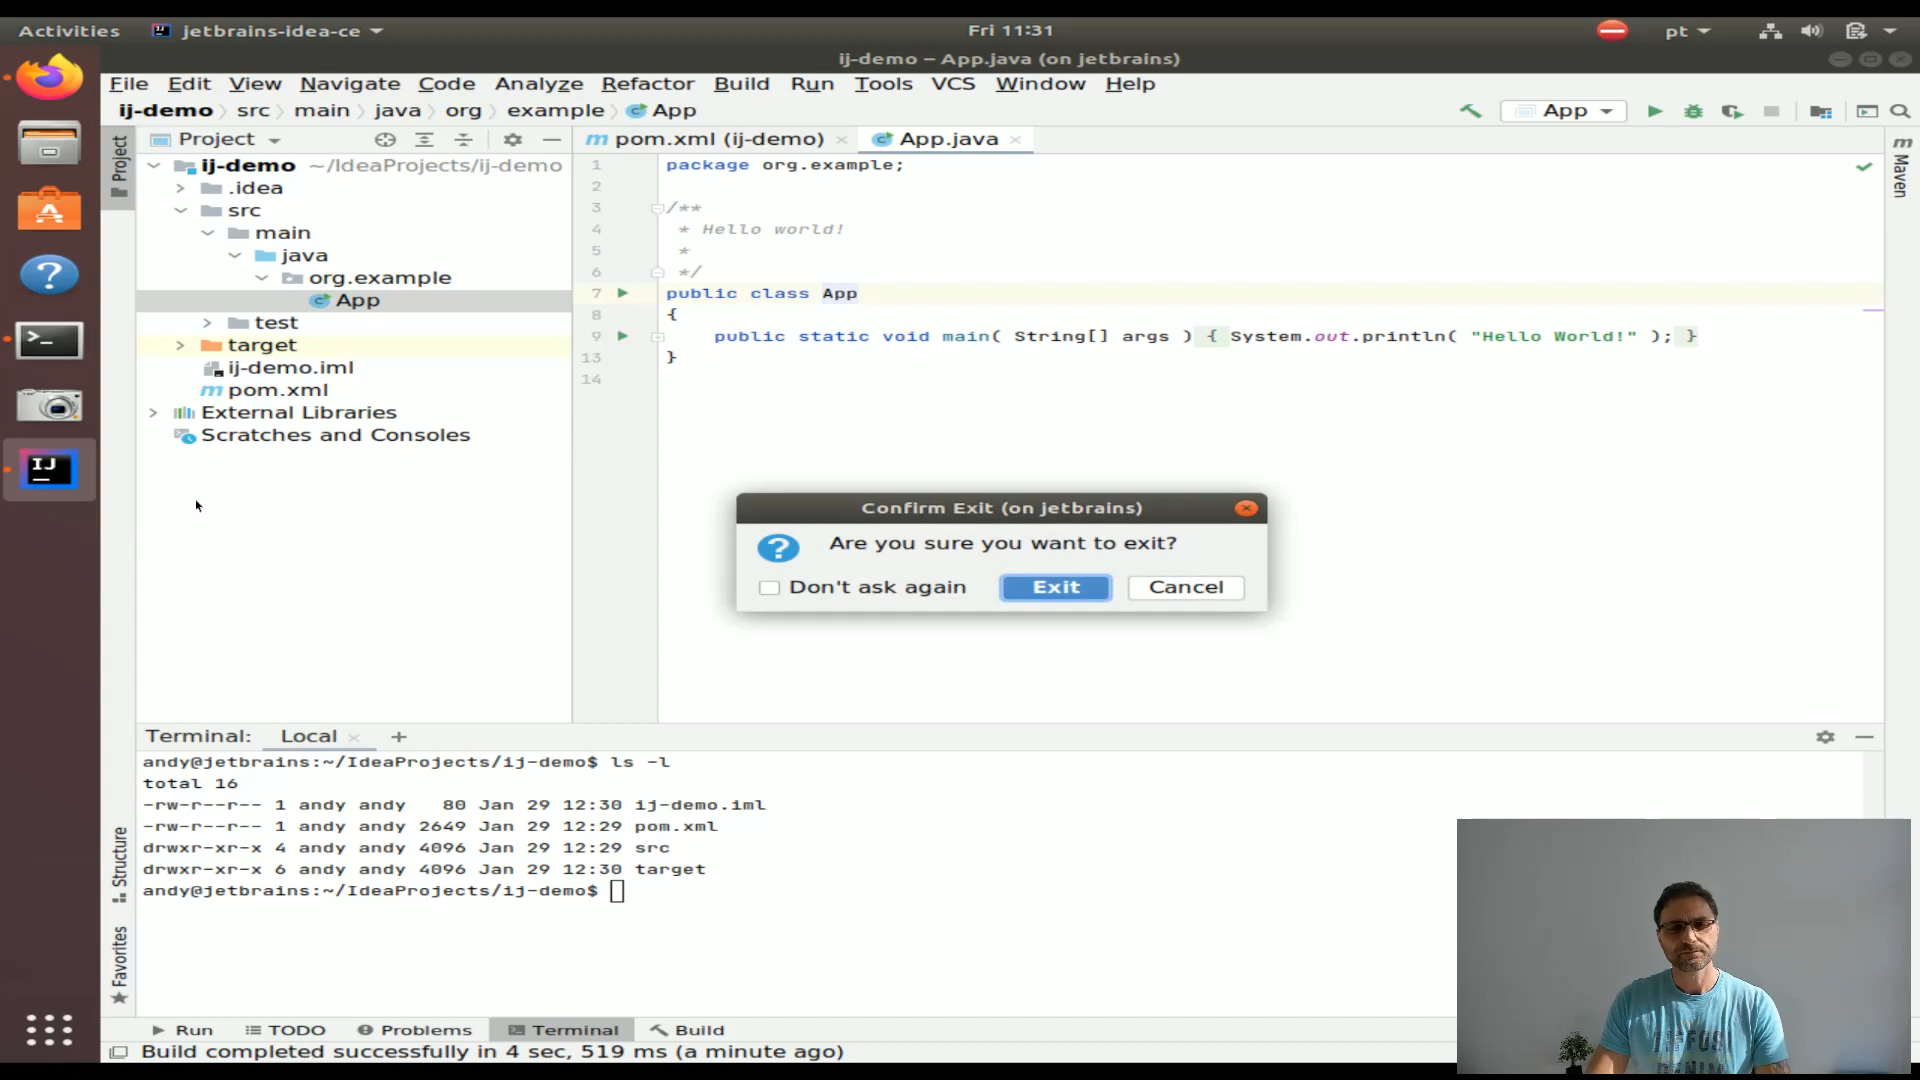 Activities jetbrains-idea-ce Fri 11:31 pt
ij-demo – App.java (on jetbrains)
File Edit View Navigate Code Analyze Refactor Build Run Tools VCS Window Help
ij-demo src main java org example App App
Project pom.xml (ij-demo) App.java
Project
Maven
ij-demo ~/IdeaProjects/ij-demo
.idea
src
main
java
org.example
App
test
target
ij-demo.iml
pom.xml
External Libraries
Scratches and Consoles
1 package org.example;
2
3 /**
4 * Hello world!
5 *
6 */
7 public class App
8 {
9 public static void main( String[] args ) { System.out.println( "Hello World!" ); }
13 }
14
IJ
Confirm Exit (on jetbrains)
Are you sure you want to exit?
Don't ask again Exit Cancel
Terminal: Local
andy@jetbrains:~/IdeaProjects/ij-demo$ ls -l
total 16
-rw-r--r-- 1 andy andy 80 Jan 29 12:30 ij-demo.iml
-rw-r--r-- 1 andy andy 2649 Jan 29 12:29 pom.xml
drwxr-xr-x 4 andy andy 4096 Jan 29 12:29 src
drwxr-xr-x 6 andy andy 4096 Jan 29 12:30 target
andy@jetbrains:~/IdeaProjects/ij-demo$
Structure
Favorites
Run TODO Problems Terminal Build
Build completed successfully in 4 sec, 519 ms (a minute ago)